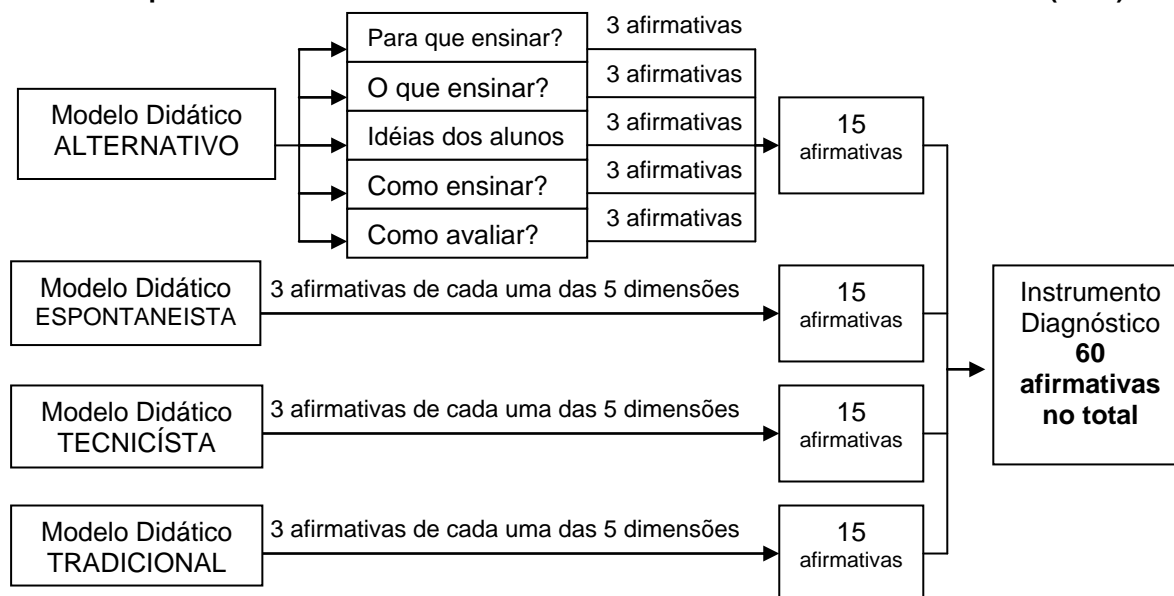 Para que ensinar?
3 afirmativas
O que ensinar?
3 afirmativas
Modelo Didático
ALTERNATIVO
Idéias dos alunos
3 afirmativas
15
afirmativas
Como ensinar?
3 afirmativas
Como avaliar?
3 afirmativas
Modelo Didático
ESPONTANEISTA
3 afirmativas de cada uma das 5 dimensões
15
afirmativas
Instrumento
Diagnóstico
60
afirmativas
no total
Modelo Didático
TECNICÍSTA
3 afirmativas de cada uma das 5 dimensões
15
afirmativas
Modelo Didático
TRADICIONAL
3 afirmativas de cada uma das 5 dimensões
15
afirmativas